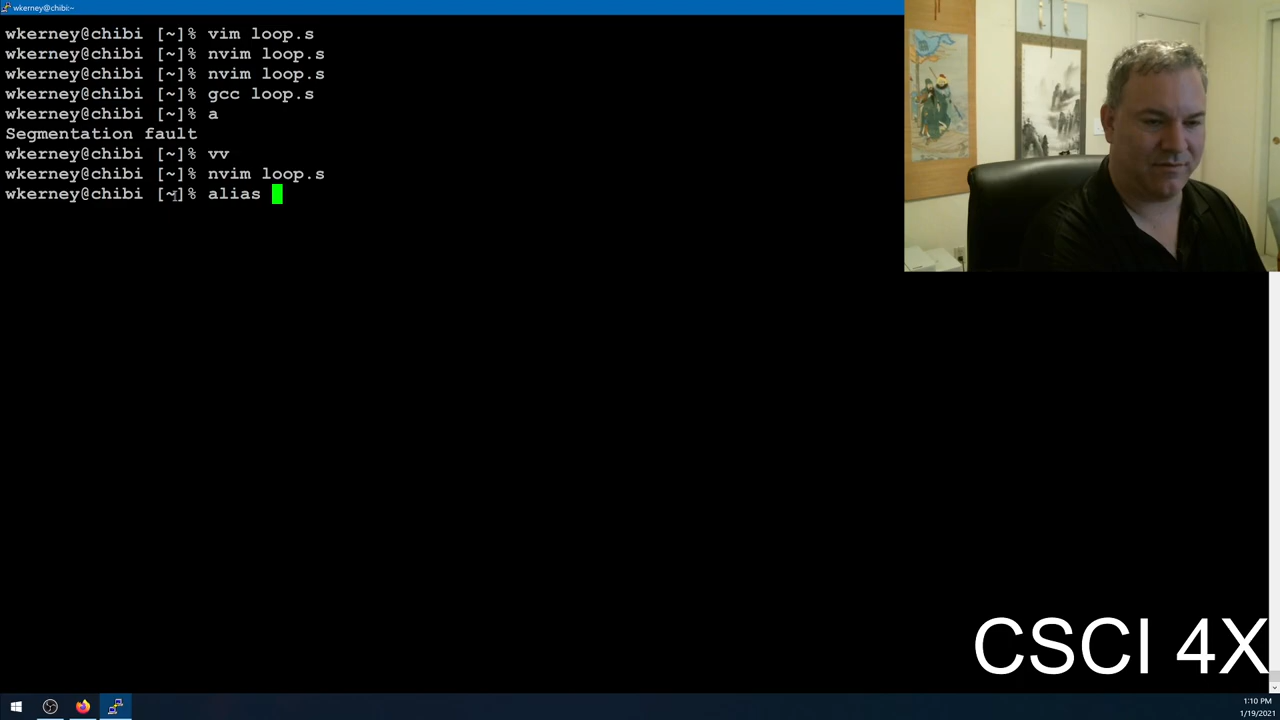 wkerney@chibi:~
wkerney@chibi [~]% vim loop.s
wkerney@chibi [~]% nvim loop.s
wkerney@chibi [~]% nvim loop.s
wkerney@chibi [~]% gcc loop.s
wkerney@chibi [~]% a
Segmentation fault
wkerney@chibi [~]% vv
wkerney@chibi [~]% nvim loop.s
wkerney@chibi [~]% alias
CSCI 4X
1:10 PM
1/19/2021